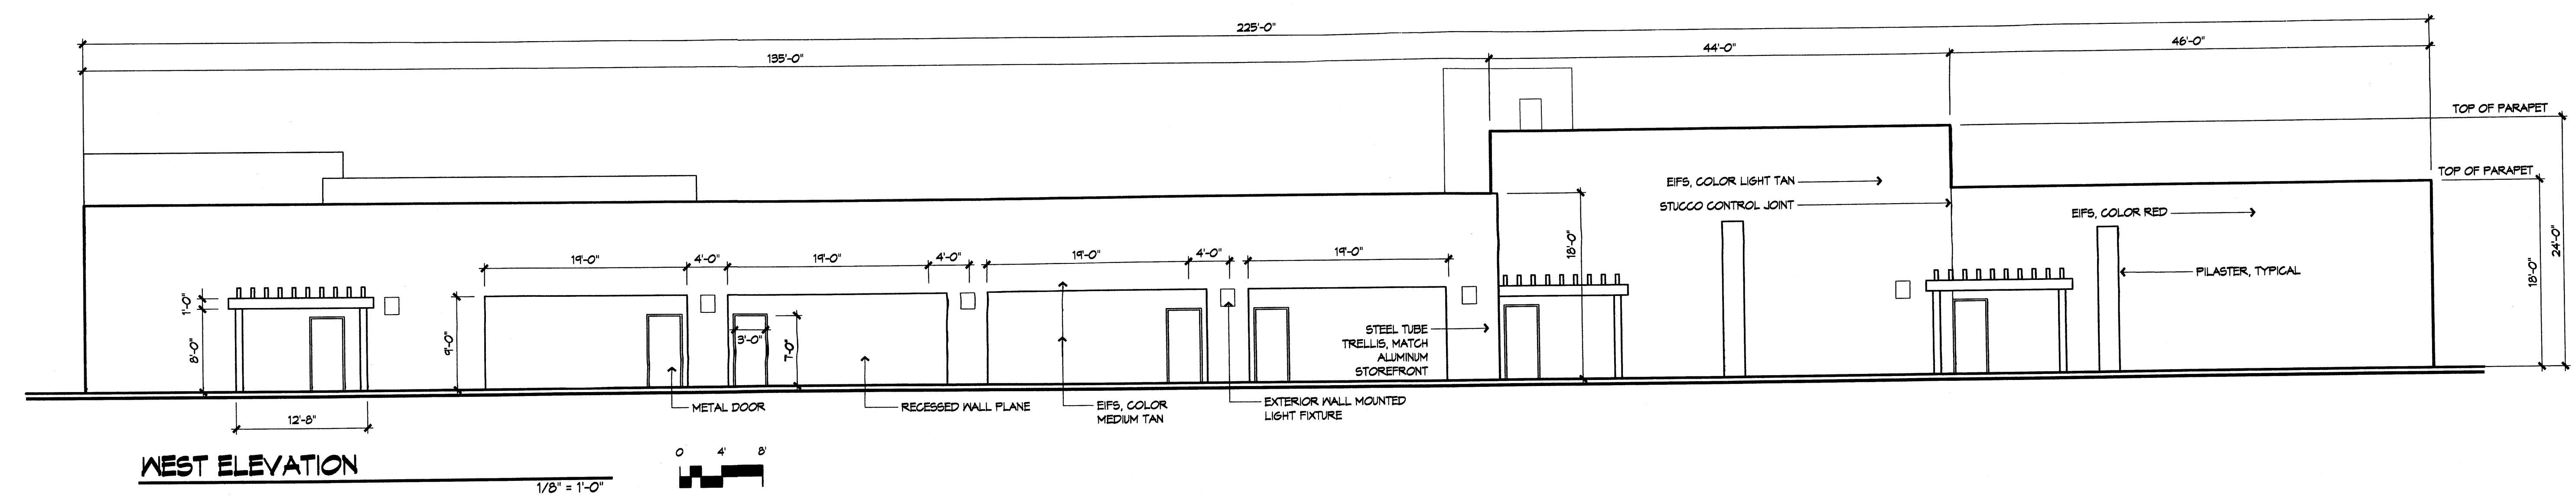 225'-0"
135'-0"
44'-0"
46'-0"
TOP OF PARAPET
TOP OF PARAPET
EIFS, COLOR LIGHT TAN
STUCCO CONTROL JOINT
EIFS, COLOR RED
18'-0"
24'-0"
18'-0"
19'-0"
4'-0"
19'-0"
4'-0"
19'-0"
4'-0"
19'-0"
PILASTER, TYPICAL
1'-0"
8'-0"
9'-0"
3'-0"
7'-0"
STEEL TUBE
TRELLIS, MATCH
ALUMINUM
STOREFRONT
METAL DOOR
RECESSED WALL PLANE
EIFS, COLOR
MEDIUM TAN
EXTERIOR WALL MOUNTED
LIGHT FIXTURE
12'-8"
WEST ELEVATION
1/8" = 1'-0"
0 4' 8'